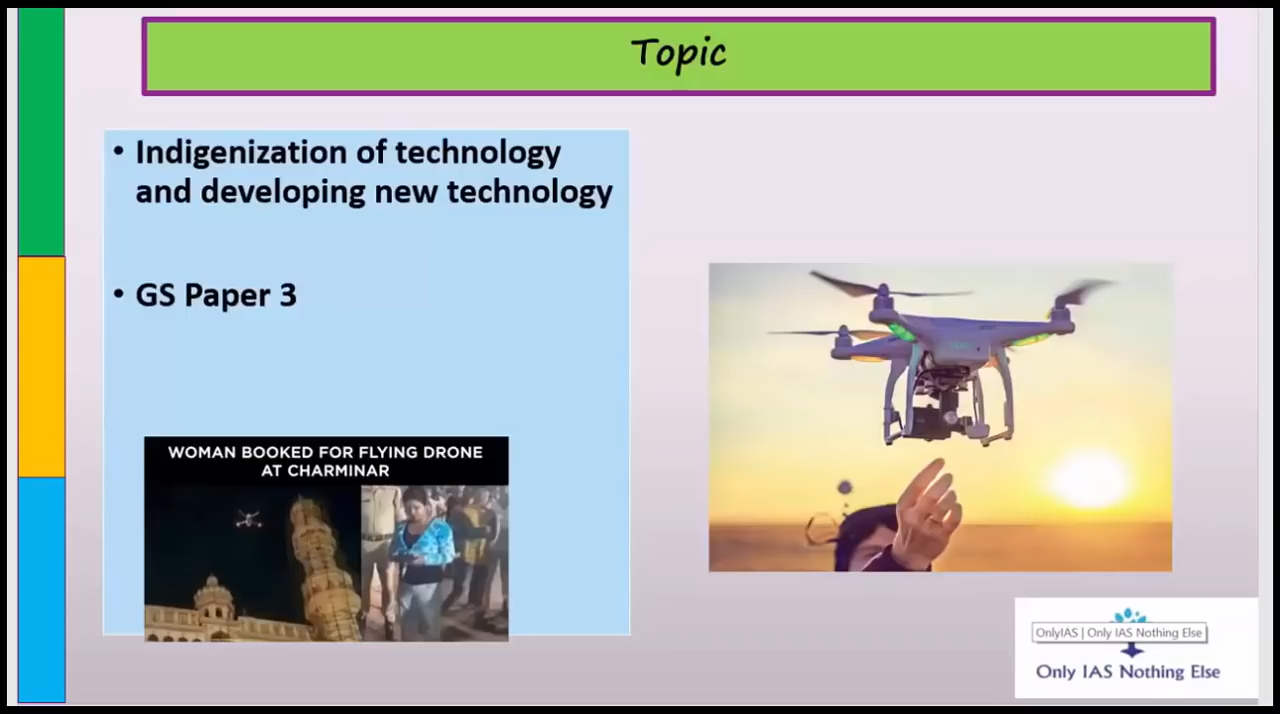 Topic
• Indigenization of technology
and developing new technology
• GS Paper 3
WOMAN BOOKED FOR FLYING DRONE
AT CHARMINAR
OnlyIAS | Only IAS Nothing Else
Only IAS Nothing Else